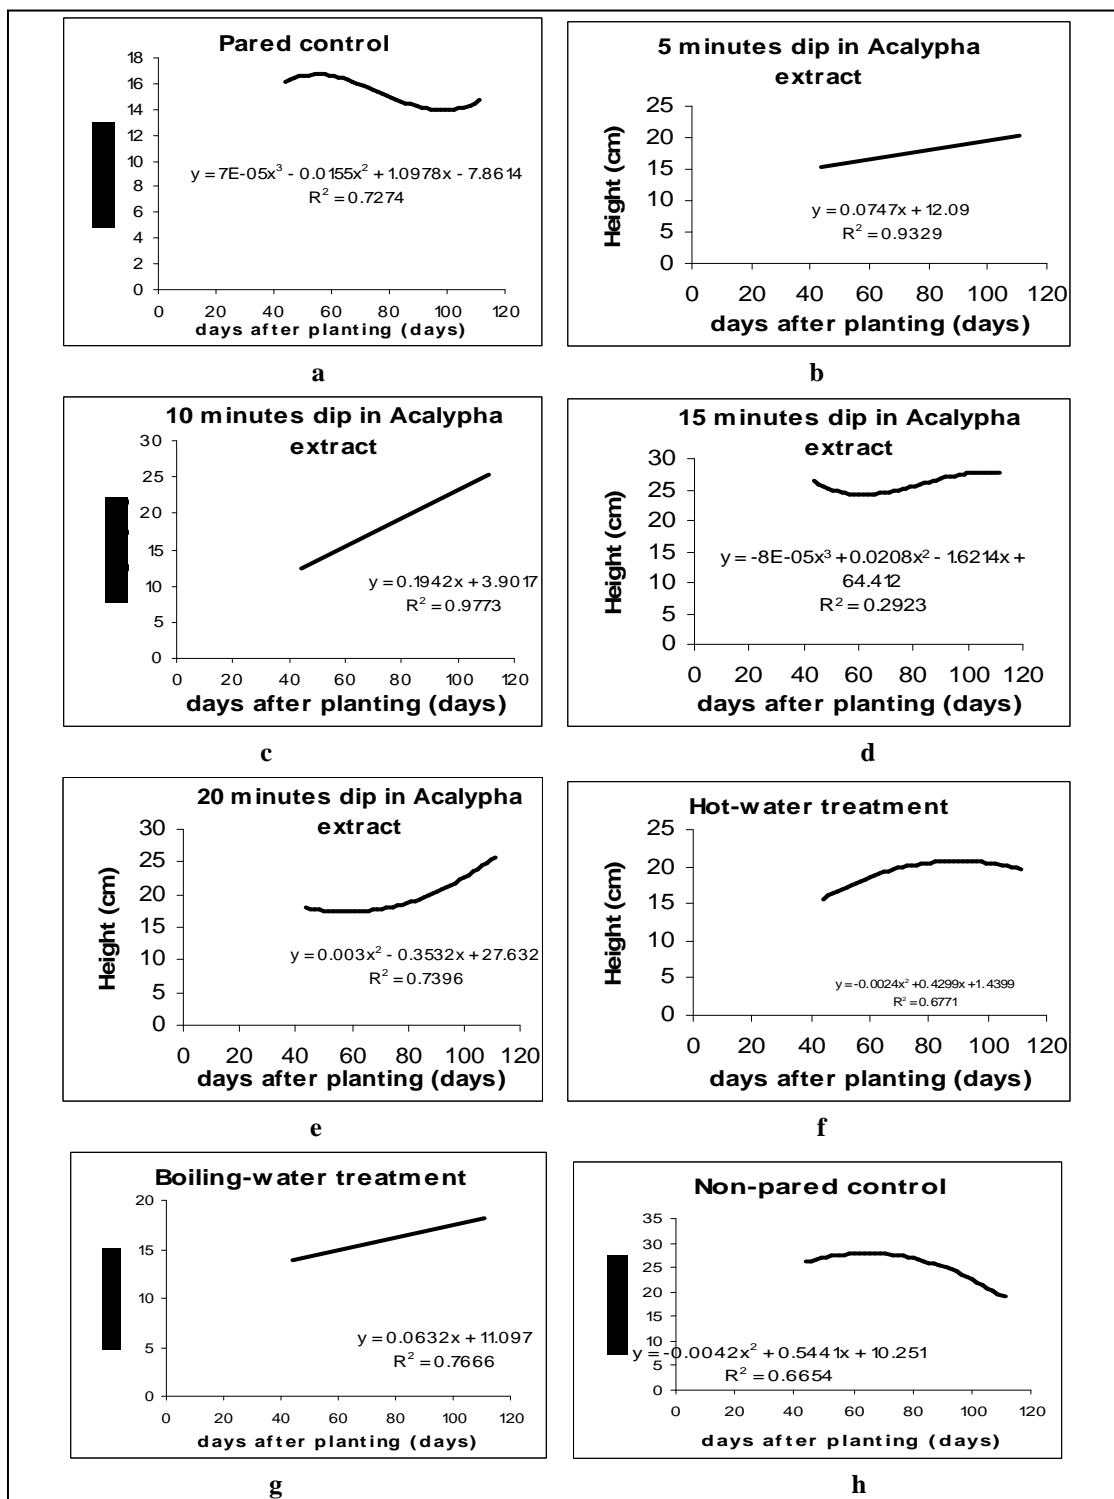 Pared control
18
16
14
12
10
8
6
4
2
0
y = 7E-05x³ - 0.0155x² + 1.0978x - 7.8614
R² = 0.7274
0 20 40 60 80 100 120
days after planting (days)
a
5 minutes dip in Acalypha
extract
Height (cm)
25
20
15
10
5
0
y = 0.0747x + 12.09
R² = 0.9329
0 20 40 60 80 100 120
days after planting (days)
b
10 minutes dip in Acalypha
extract
30
25
20
15
10
5
0
y = 0.1942x + 3.9017
R² = 0.9773
0 20 40 60 80 100 120
days after planting (days)
c
15 minutes dip in Acalypha
extract
Height (cm)
30
25
20
15
10
5
0
y = -8E-05x³ + 0.0208x² - 1.6214x +
64.412
R² = 0.2923
0 20 40 60 80 100 120
days after planting (days)
d
20 minutes dip in Acalypha
extract
Height (cm)
30
25
20
15
10
5
0
y = 0.003x² - 0.3532x + 27.632
R² = 0.7396
0 20 40 60 80 100 120
days after planting (days)
e
Hot-water treatment
Height (cm)
25
20
15
10
5
0
y = -0.0024x² + 0.4299x + 1.4399
R² = 0.6771
0 20 40 60 80 100 120
days after planting (days)
f
Boiling-water treatment
20
15
10
5
0
y = 0.0632x + 11.097
R² = 0.7666
0 20 40 60 80 100 120
days after planting (days)
g
Non-pared control
35
30
25
20
15
10
5
0
y = -0.0042x² + 0.5441x + 10.251
R² = 0.6654
0 20 40 60 80 100 120
days after planting (days)
h